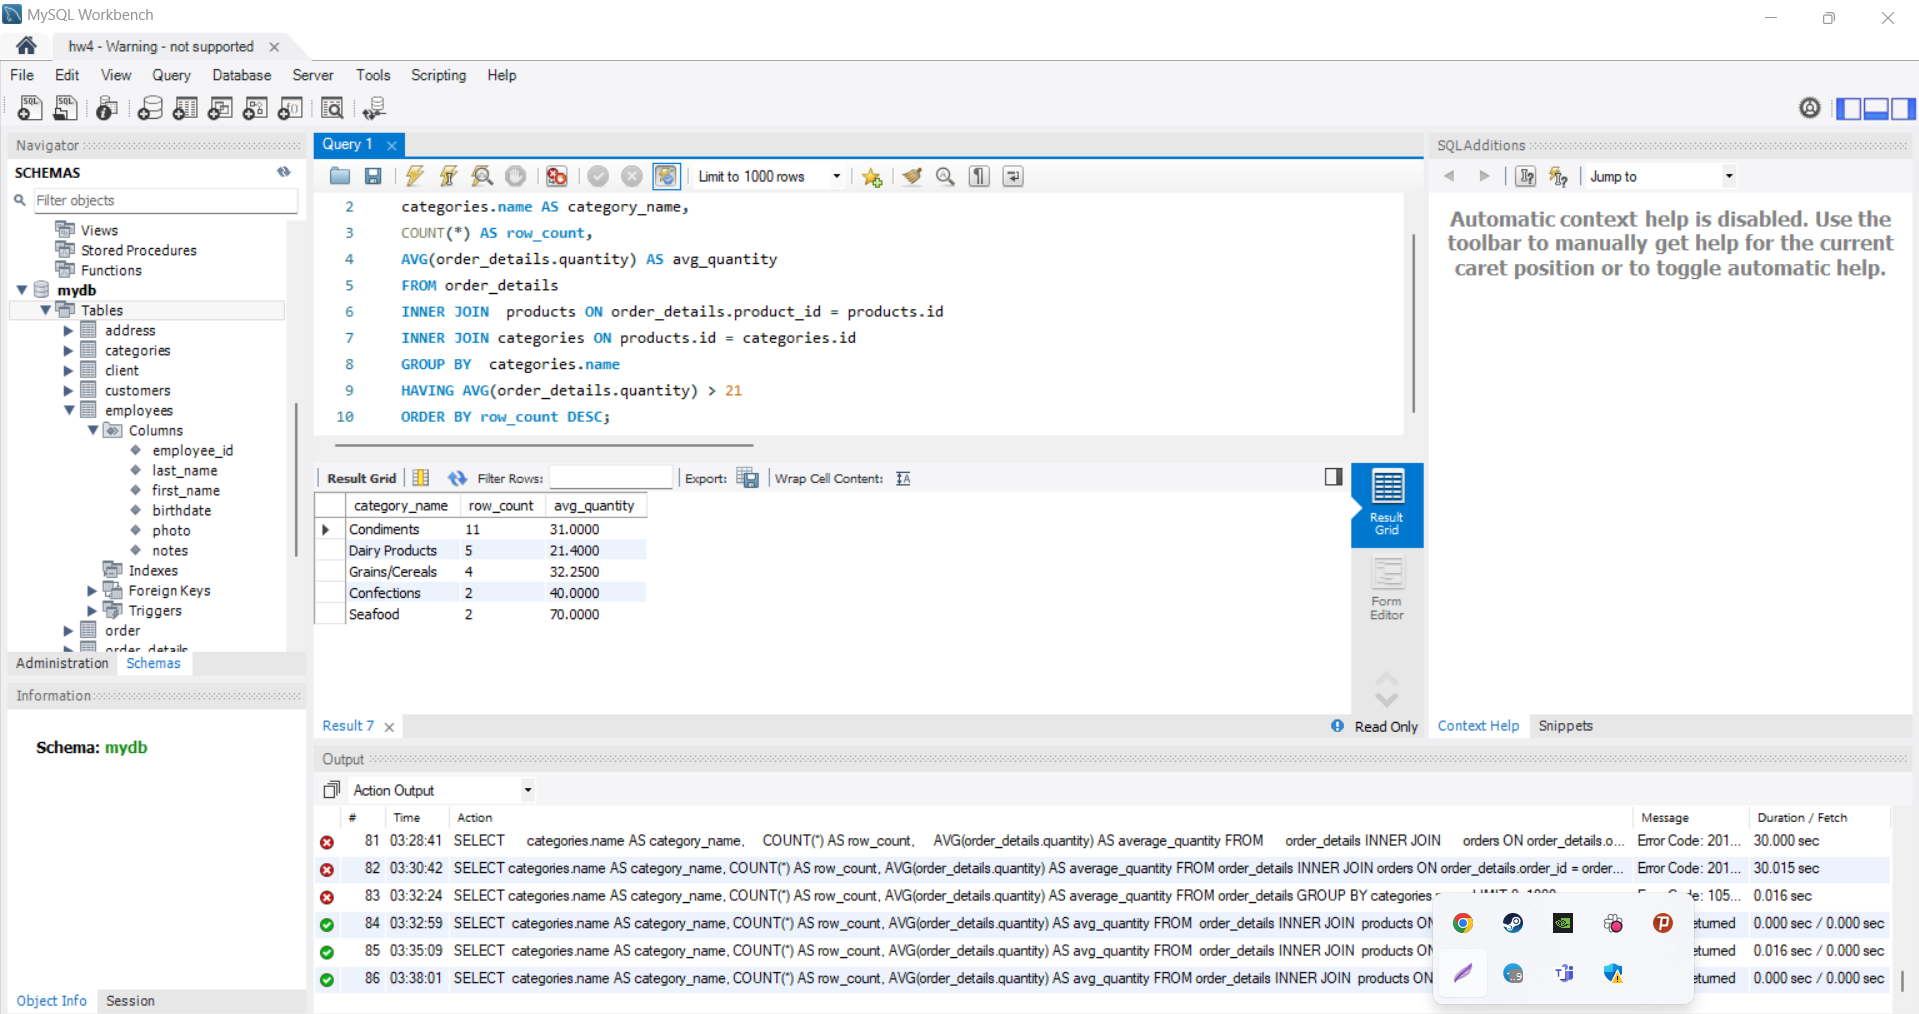 MySQL Workbench
hw4 - Warning - not supported
File Edit View Query Database Server Tools Scripting Help
Navigator
SCHEMAS
Filter objects
Views
Stored Procedures
Functions
mydb
Tables
address
categories
client
customers
employees
Columns
employee_id
last_name
first_name
birthdate
photo
notes
Indexes
Foreign Keys
Triggers
order
order_details
Administration Schemas
Information
Schema: mydb
Object Info Session
Query 1
Limit to 1000 rows
2 categories.name AS category_name,
3 COUNT(*) AS row_count,
4 AVG(order_details.quantity) AS avg_quantity
5 FROM order_details
6 INNER JOIN  products ON order_details.product_id = products.id
7 INNER JOIN categories ON products.id = categories.id
8 GROUP BY  categories.name
9 HAVING AVG(order_details.quantity) > 21
10 ORDER BY row_count DESC;
Result Grid Filter Rows: Export: Wrap Cell Content:
category_name row_count avg_quantity
Condiments 11 31.0000
Dairy Products 5 21.4000
Grains/Cereals 4 32.2500
Confections 2 40.0000
Seafood 2 70.0000
Result
Grid
Form
Editor
Result 7 Read Only
SQLAdditions
Jump to
Automatic context help is disabled. Use the
toolbar to manually get help for the current
caret position or to toggle automatic help.
Context Help Snippets
Output
Action Output
# Time Action Message Duration / Fetch
81 03:28:41 SELECT categories.name AS category_name, COUNT(*) AS row_count, AVG(order_details.quantity) AS average_quantity FROM order_details INNER JOIN orders ON order_details.o... Error Code: 201... 30.000 sec
82 03:30:42 SELECT categories.name AS category_name, COUNT(*) AS row_count, AVG(order_details.quantity) AS average_quantity FROM order_details INNER JOIN orders ON order_details.order_id = order... Error Code: 201... 30.015 sec
83 03:32:24 SELECT categories.name AS category_name, COUNT(*) AS row_count, AVG(order_details.quantity) AS average_quantity FROM order_details GROUP BY categories 105... 0.016 sec
84 03:32:59 SELECT categories.name AS category_name, COUNT(*) AS row_count, AVG(order_details.quantity) AS avg_quantity FROM order_details INNER JOIN products ON 0.000 sec / 0.000 sec
85 03:35:09 SELECT categories.name AS category_name, COUNT(*) AS row_count, AVG(order_details.quantity) AS avg_quantity FROM order_details INNER JOIN products ON 0.016 sec / 0.000 sec
86 03:38:01 SELECT categories.name AS category_name, COUNT(*) AS row_count, AVG(order_details.quantity) AS avg_quantity FROM order_details INNER JOIN products ON 0.000 sec / 0.000 sec